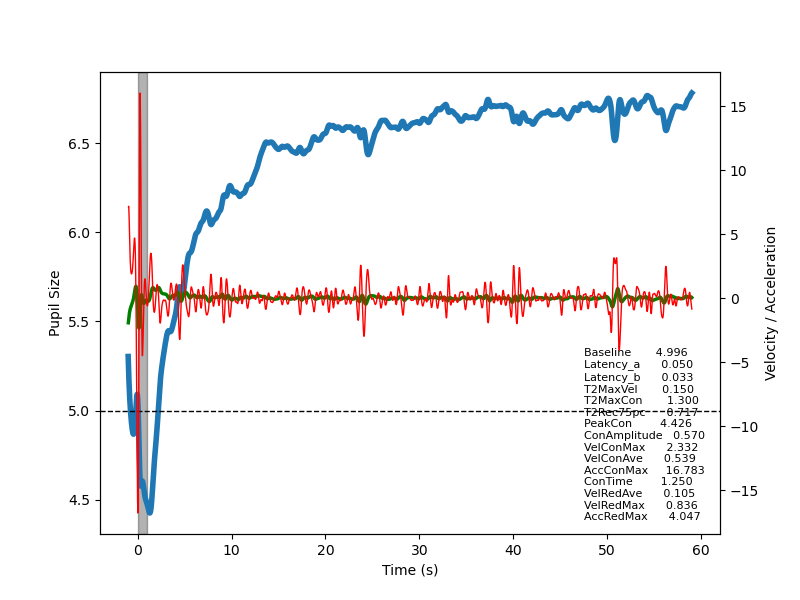 6.5
6.0
5.5
5.0
4.5
Pupil Size
15
10
5
0
−5
−10
−15
Velocity / Acceleration
Baseline 4.996
Latency_a 0.050
Latency_b 0.033
T2MaxVel 0.150
T2MaxCon 1.300
T2Rec75pc 0.717
PeakCon 4.426
ConAmplitude 0.570
VelConMax 2.332
VelConAve 0.539
AccConMax 16.783
ConTime 1.250
VelRedAve 0.105
VelRedMax 0.836
AccRedMax 4.047
0 10 20 30 40 50 60
Time (s)